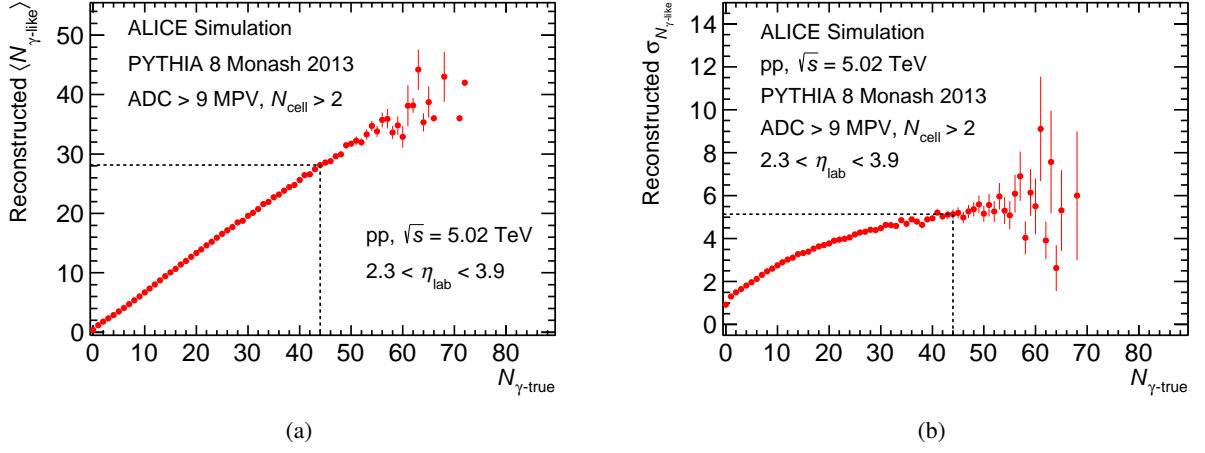 Reconstructed ⟨N_γ-like⟩
50
40
30
20
10
0
ALICE Simulation
PYTHIA 8 Monash 2013
ADC > 9 MPV, N_cell > 2
pp, √s = 5.02 TeV
2.3 < η_lab < 3.9
0 10 20 30 40 50 60 70 80
N_γ-true
(a)
Reconstructed σ_N_γ-like
14
12
10
8
6
4
2
0
ALICE Simulation
pp, √s = 5.02 TeV
PYTHIA 8 Monash 2013
ADC > 9 MPV, N_cell > 2
2.3 < η_lab < 3.9
0 10 20 30 40 50 60 70 80
N_γ-true
(b)